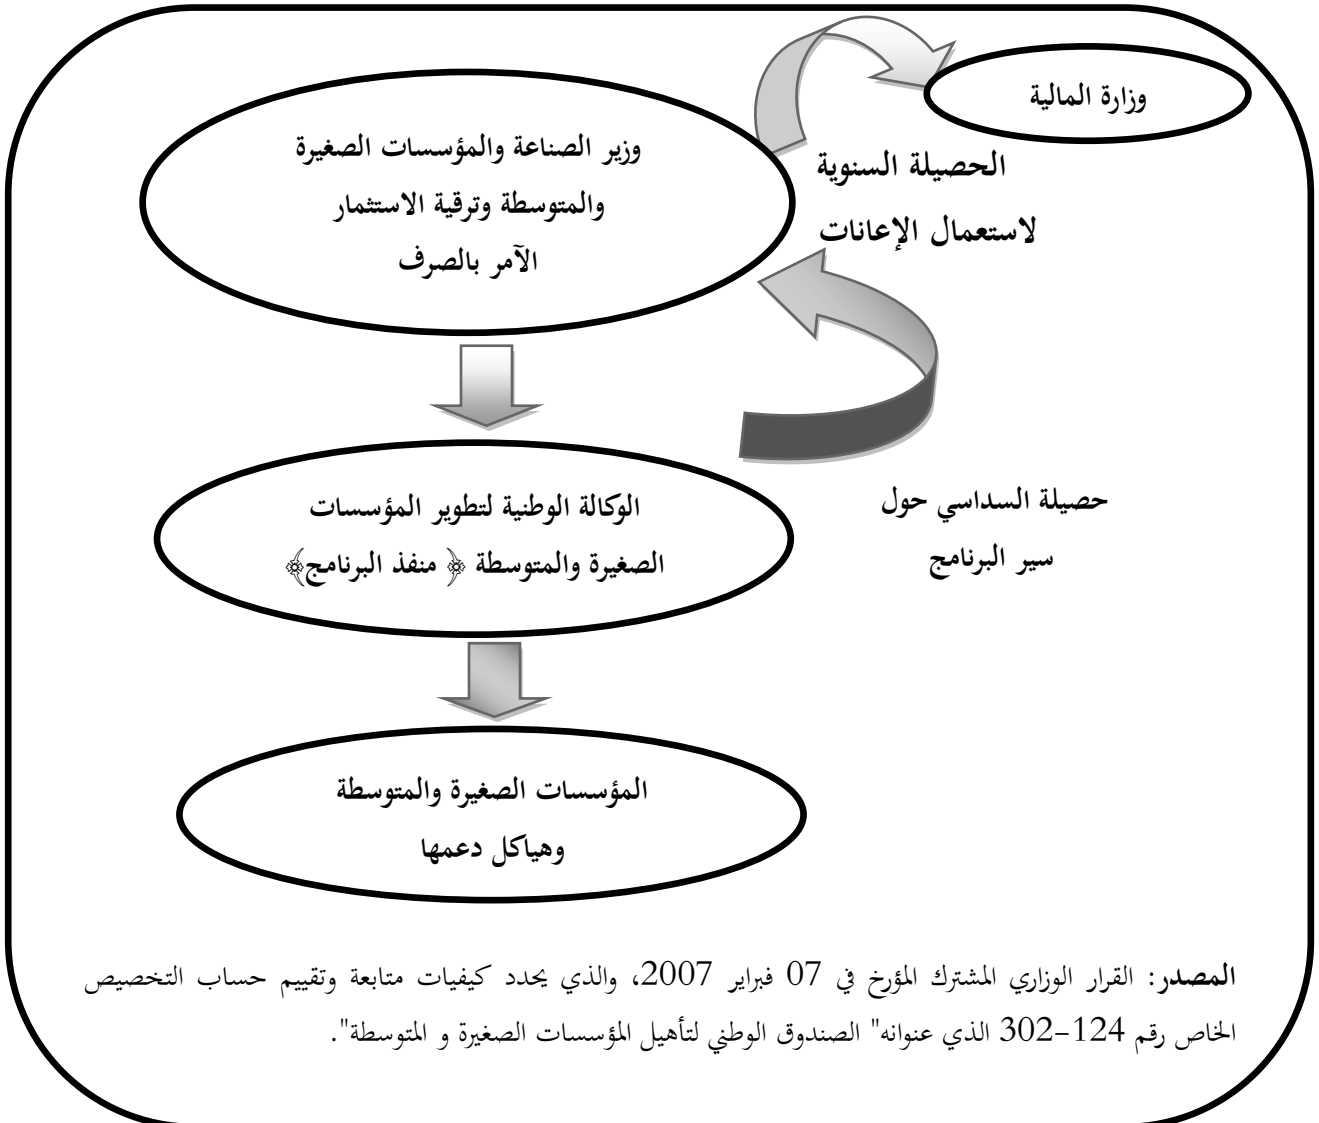 وزارة المالية
وزير الصناعة والمؤسسات الصغيرة
والمتوسطة وترقية الاستثمار
الآمر بالصرف
الحصيلة السنوية
لاستعمال الإعانات
الوكالة الوطنية لتطوير المؤسسات
الصغيرة والمتوسطة ﴿ منفذ البرنامج﴾
حصيلة السداسي حول
سير البرنامج
المؤسسات الصغيرة والمتوسطة
وهياكل دعمها
المصدر: القرار الوزاري المشترك المؤرخ في 07 فبراير 2007، والذي يحدد كيفيات متابعة وتقييم حساب التخصيص
الخاص رقم 124-302 الذي عنوانه" الصندوق الوطني لتأهيل المؤسسات الصغيرة و المتوسطة".